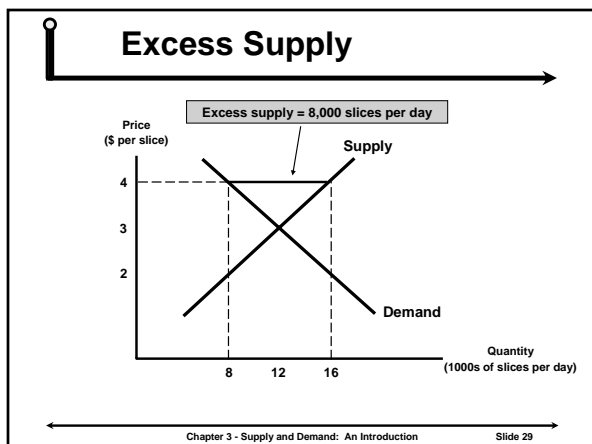 Excess Supply
Excess supply = 8,000 slices per day
Price
($ per slice)
Supply
4
3
2
Demand
Quantity
(1000s of slices per day)
8 12 16
Chapter 3 - Supply and Demand: An Introduction Slide 29